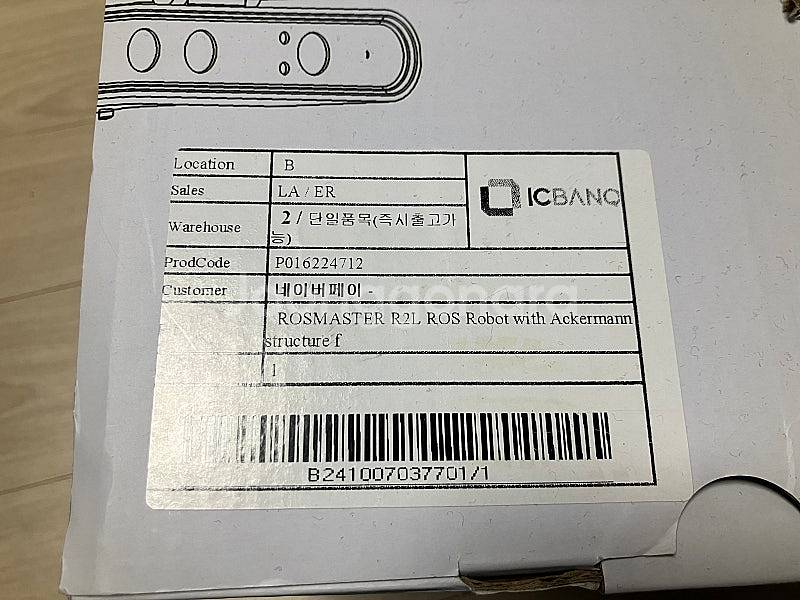 Location B
Sales LA / ER
ICBANQ
Warehouse 2 / 단일품목(즉시출고가
능)
ProdCode P016224712
Customer 네이버페이 -
ROSMASTER R2L ROS Robot with Ackermann
structure f
1
B241007037701/1